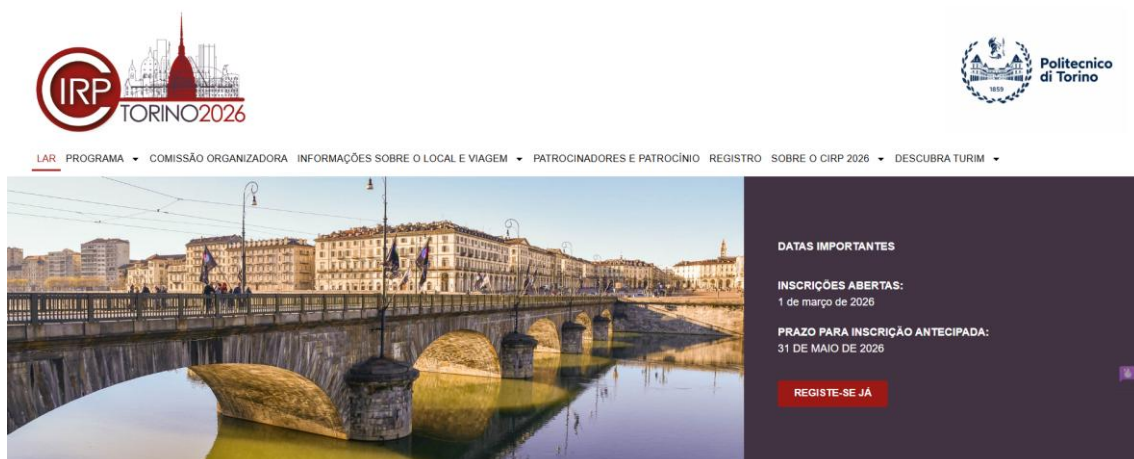 CIRP
TORINO2026
1859
Politecnico
di Torino
LAR PROGRAMA COMISSÃO ORGANIZADORA INFORMAÇÕES SOBRE O LOCAL E VIAGEM PATROCINADORES E PATROCÍNIO REGISTRO SOBRE O CIRP 2026 DESCUBRA TURIM
DATAS IMPORTANTES
INSCRIÇÕES ABERTAS:
1 de março de 2026
PRAZO PARA INSCRIÇÃO ANTECIPADA:
31 DE MAIO DE 2026
REGISTE-SE JÁ